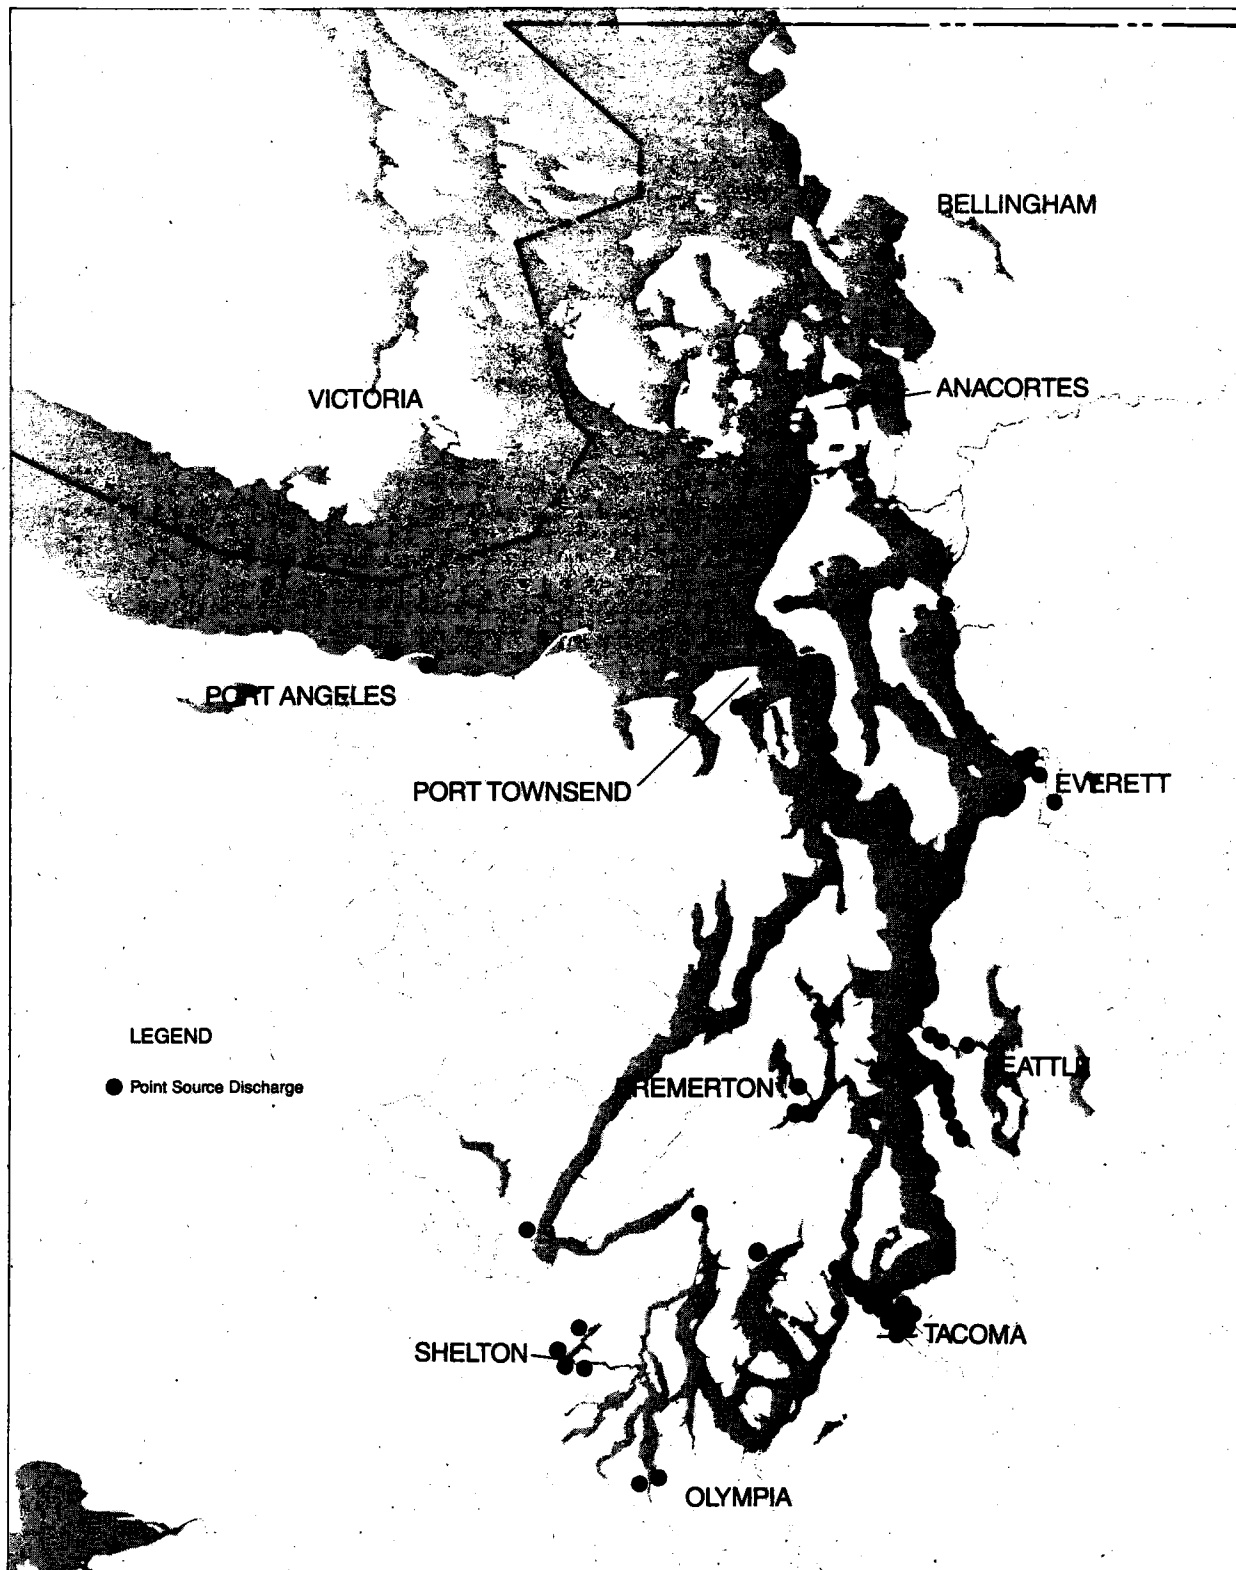 BELLINGHAM
ANACORTES
VICTORIA
PORT ANGELES
PORT TOWNSEND
EVERETT
LEGEND
Point Source Discharge
SEATTLE
BREMERTON
TACOMA
SHELTON
OLYMPIA